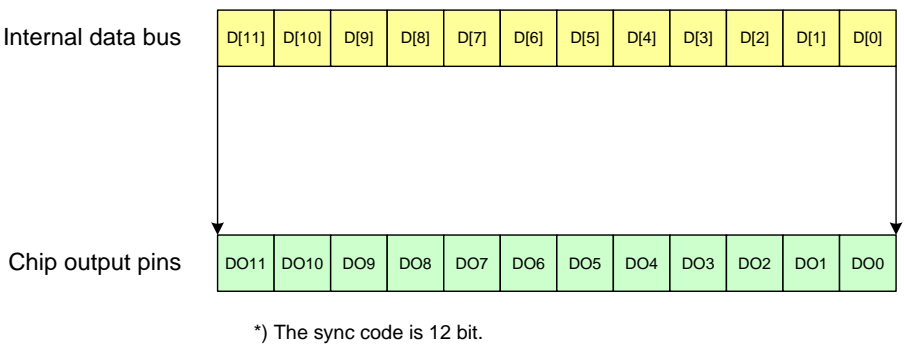 Internal data bus D[11] D[10] D[9] D[8] D[7] D[6] D[5] D[4] D[3] D[2] D[1] D[0]
Chip output pins DO11 DO10 DO9 DO8 DO7 DO6 DO5 DO4 DO3 DO2 DO1 DO0
*) The sync code is 12 bit.